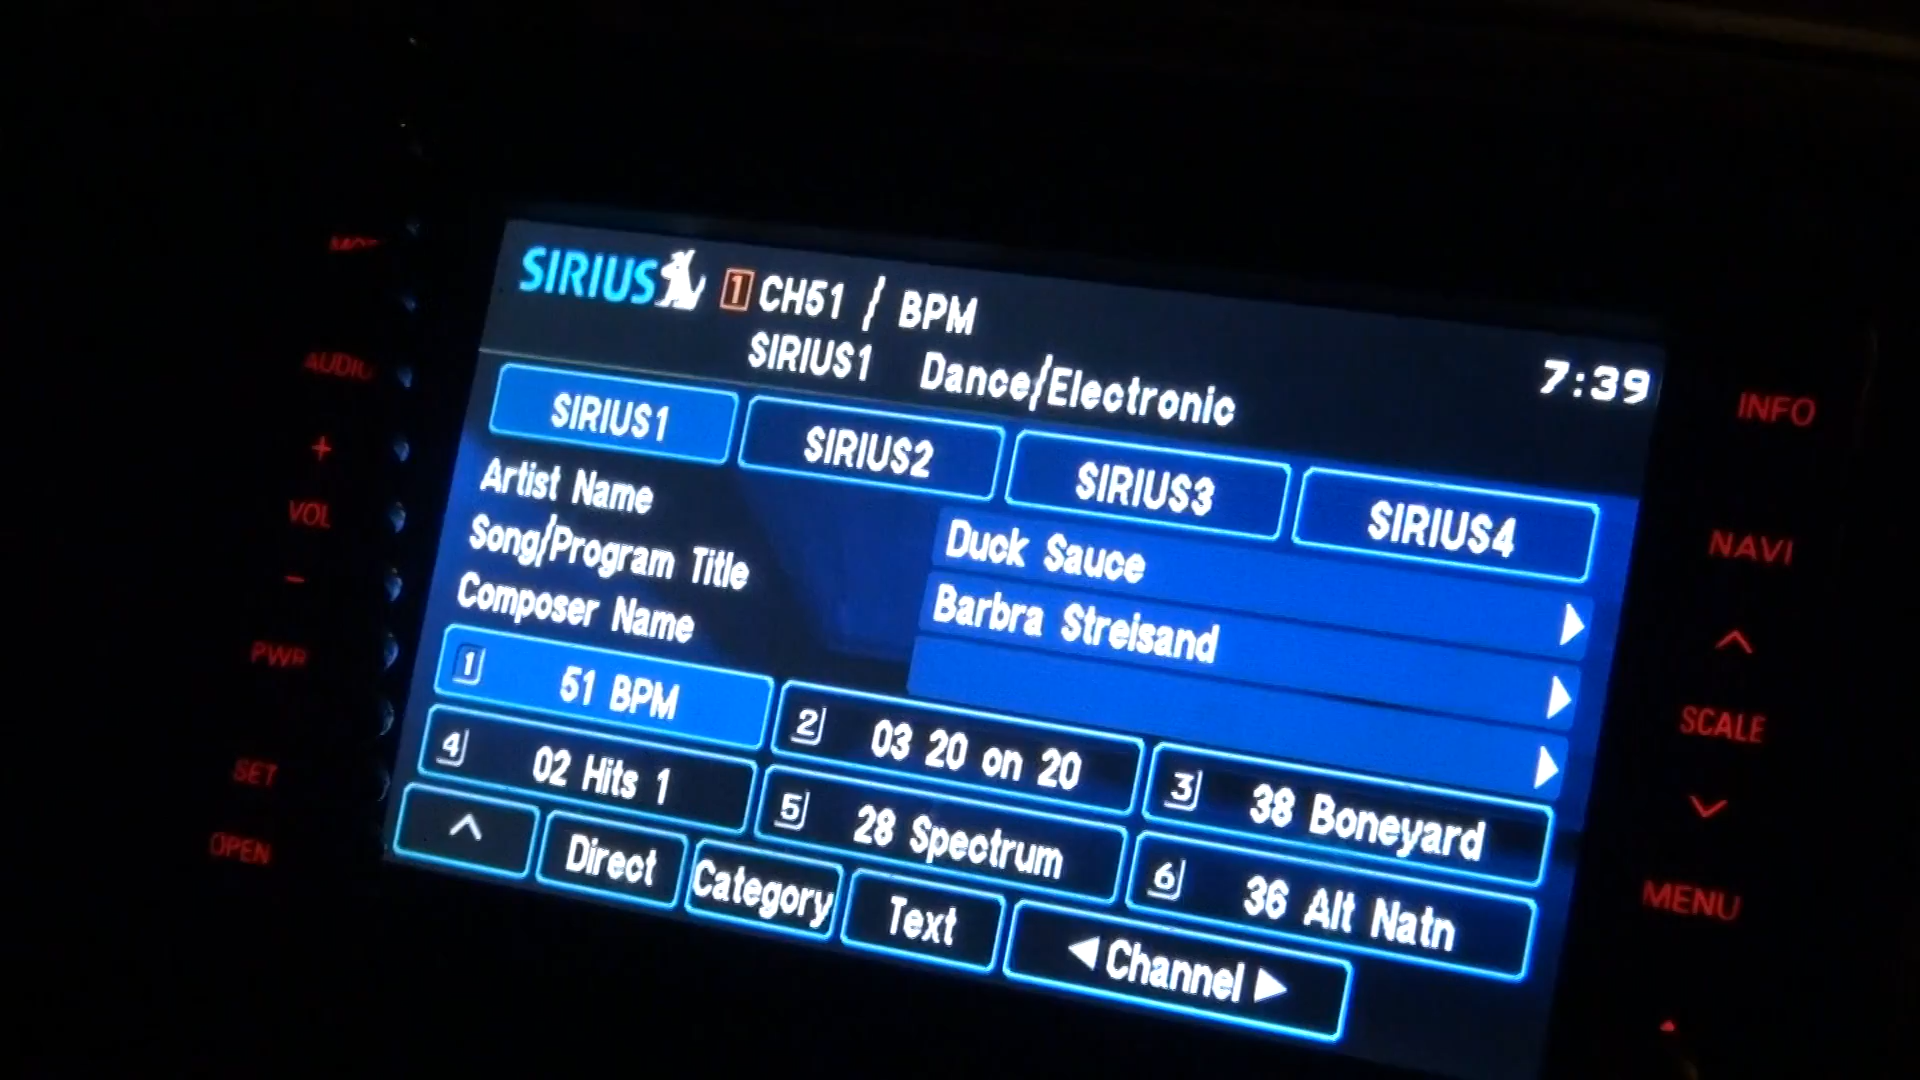 SIRIUS 1 CH51 / BPM
SIRIUS1 Dance/Electronic
7:39
SIRIUS1 SIRIUS2 SIRIUS3 SIRIUS4
Artist Name Duck Sauce
Song/Program Title Barbra Streisand
Composer Name
1 51 BPM
2 03 20 on 20
3 38 Boneyard
4 02 Hits 1
5 28 Spectrum
6 36 Alt Natn
Direct Category Text Channel
AUDIO
+
VOL
-
PWR
SET
OPEN
INFO
NAVI
SCALE
MENU